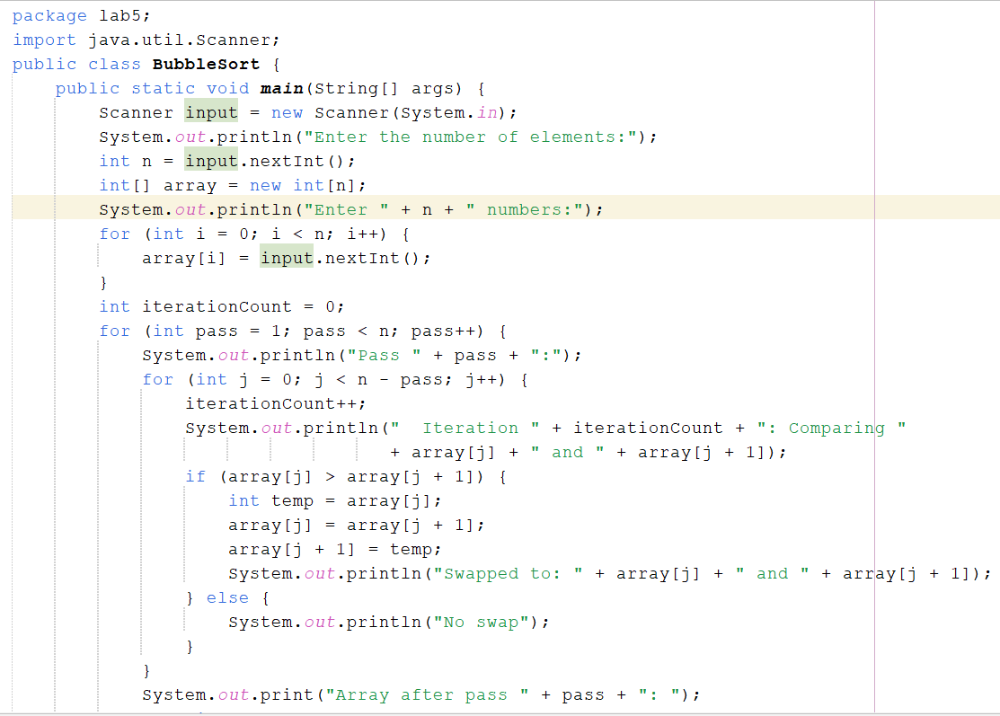 package lab5;
import java.util.Scanner;
public class BubbleSort {
    public static void main(String[] args) {
        Scanner input = new Scanner(System.in);
        System.out.println("Enter the number of elements:");
        int n = input.nextInt();
        int[] array = new int[n];
        System.out.println("Enter " + n + " numbers:");
        for (int i = 0; i < n; i++) {
            array[i] = input.nextInt();
        }
        int iterationCount = 0;
        for (int pass = 1; pass < n; pass++) {
            System.out.println("Pass " + pass + ":");
            for (int j = 0; j < n - pass; j++) {
                iterationCount++;
                System.out.println("  Iteration " + iterationCount + ": Comparing "
                                   + array[j] + " and " + array[j + 1]);
                if (array[j] > array[j + 1]) {
                    int temp = array[j];
                    array[j] = array[j + 1];
                    array[j + 1] = temp;
                    System.out.println("Swapped to: " + array[j] + " and " + array[j + 1]);
                } else {
                    System.out.println("No swap");
                }
            }
            System.out.print("Array after pass " + pass + ": ");